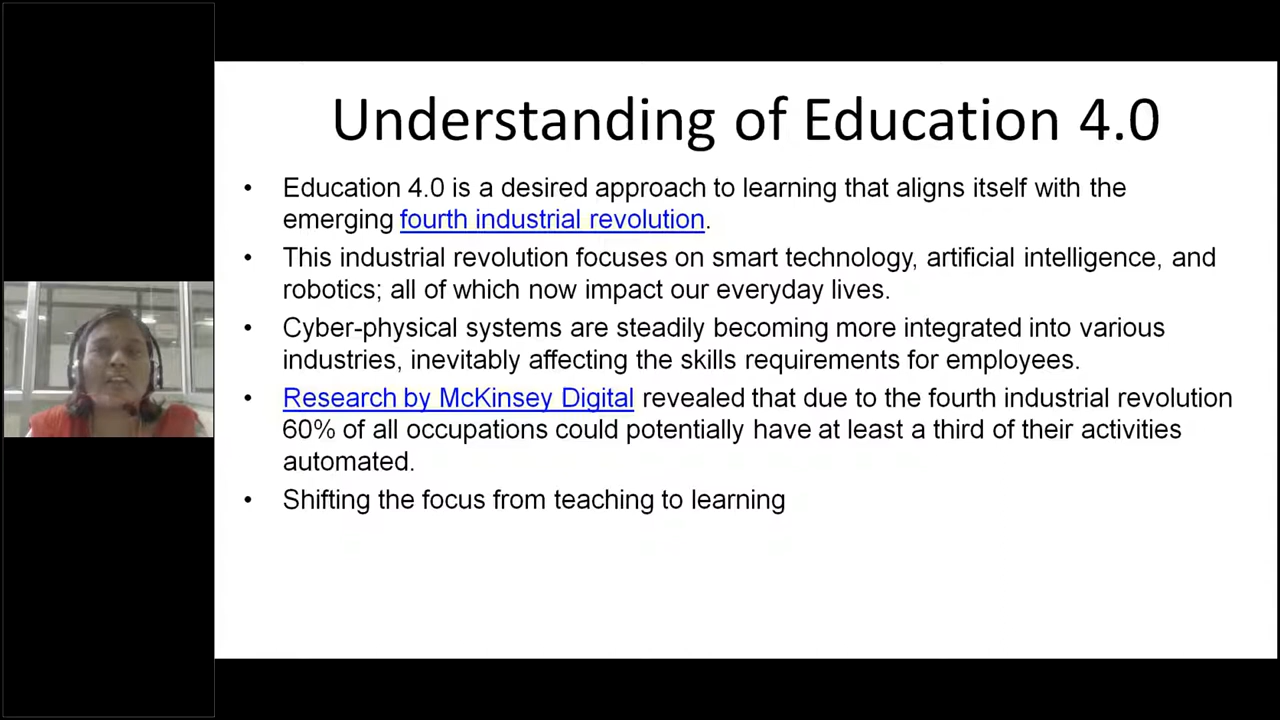 Understanding of Education 4.0
• Education 4.0 is a desired approach to learning that aligns itself with the
emerging fourth industrial revolution.
• This industrial revolution focuses on smart technology, artificial intelligence, and
robotics; all of which now impact our everyday lives.
• Cyber-physical systems are steadily becoming more integrated into various
industries, inevitably affecting the skills requirements for employees.
• Research by McKinsey Digital revealed that due to the fourth industrial revolution
60% of all occupations could potentially have at least a third of their activities
automated.
• Shifting the focus from teaching to learning